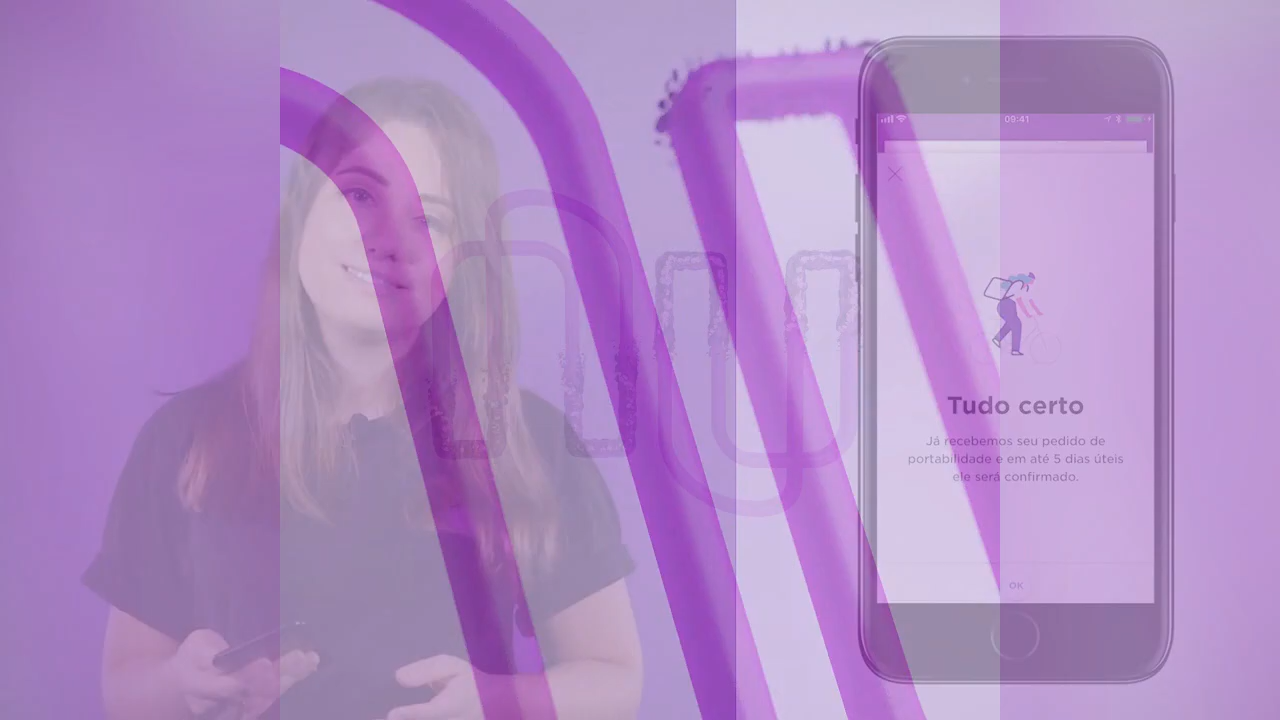 09:41
Tudo certo
Já recebemos seu pedido de
portabilidade e em até 5 dias úteis
ele será confirmado.
OK